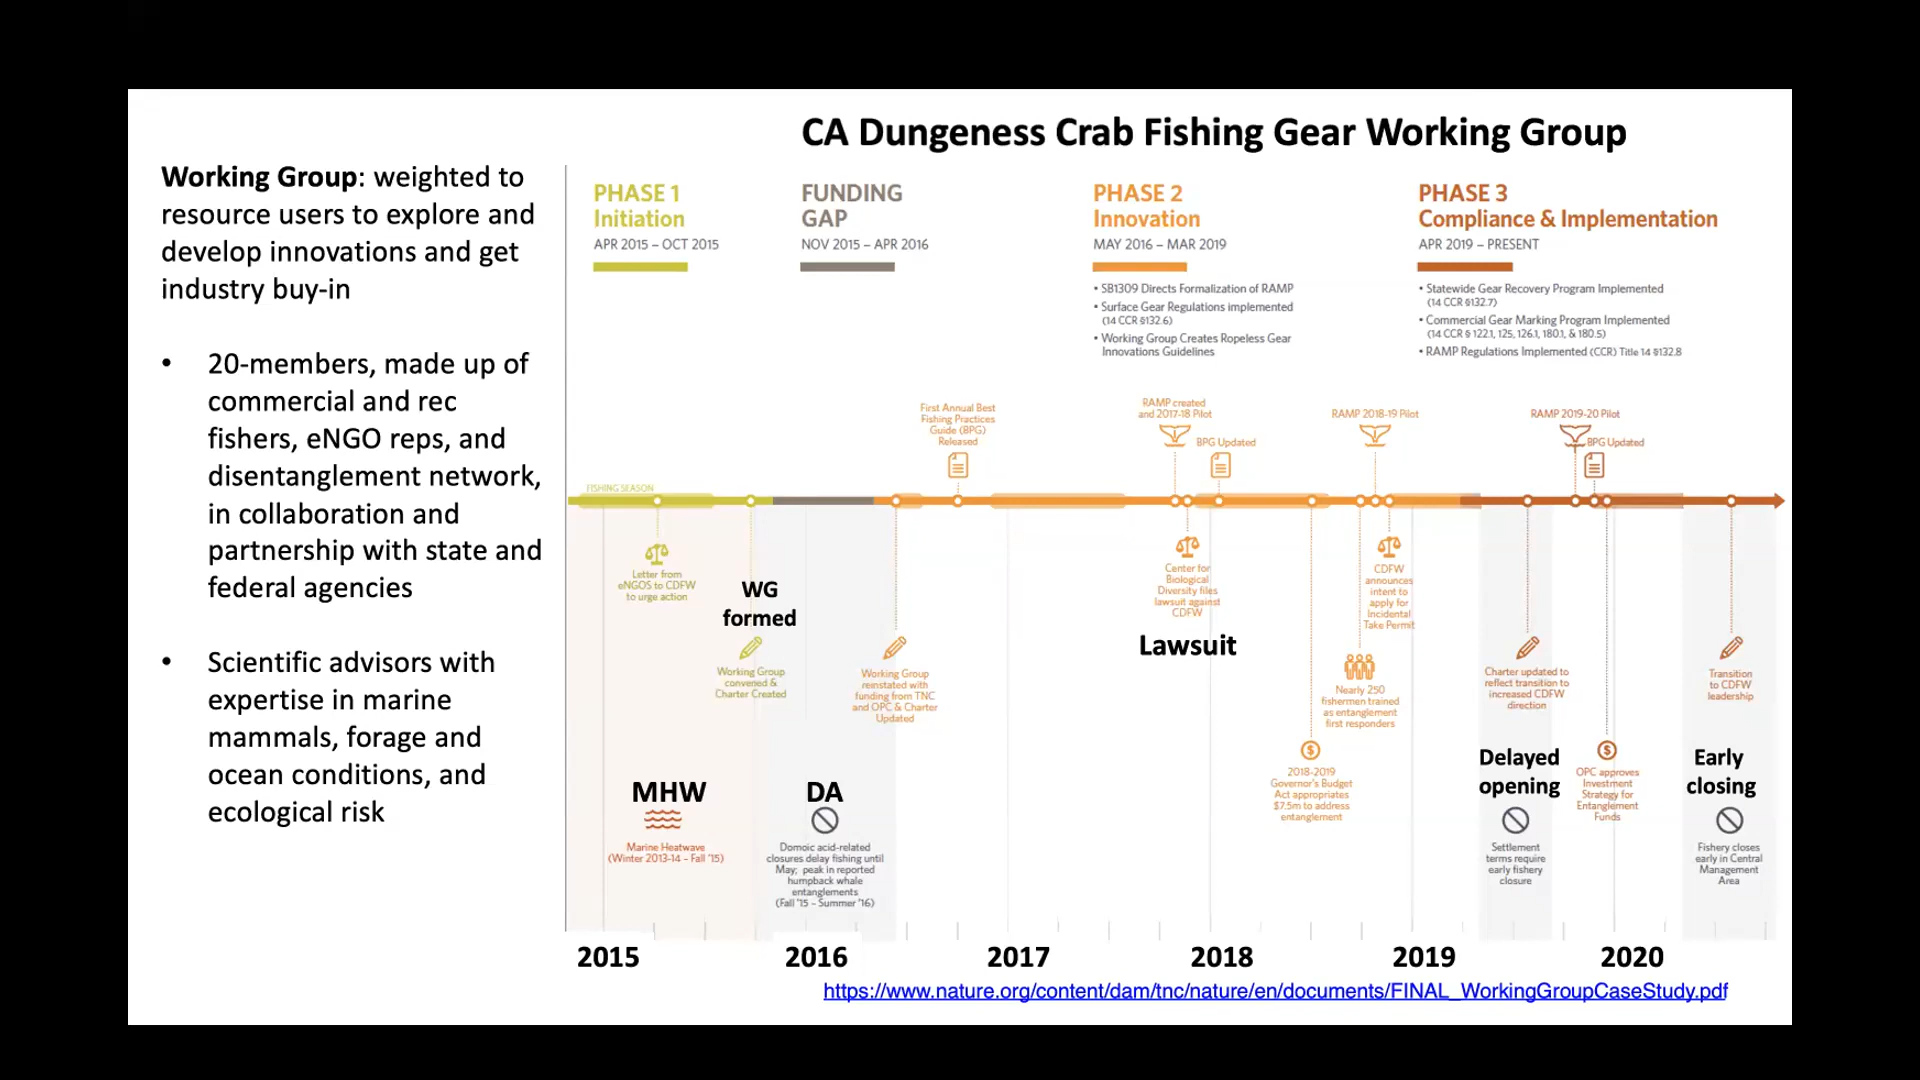 CA Dungeness Crab Fishing Gear Working Group
Working Group: weighted to
resource users to explore and
develop innovations and get
industry buy-in
• 20-members, made up of
commercial and rec
fishers, eNGO reps, and
disentanglement network,
in collaboration and
partnership with state and
federal agencies
• Scientific advisors with
expertise in marine
mammals, forage and
ocean conditions, and
ecological risk
PHASE 1
Initiation
APR 2015 – OCT 2015
FUNDING
GAP
NOV 2015 – APR 2016
PHASE 2
Innovation
MAY 2016 – MAR 2019
• SB1309 Directs Formalization of RAMP
• Surface Gear Regulations implemented
(14 CCR §132.6)
• Working Group Creates Ropeless Gear
Innovations Guidelines
PHASE 3
Compliance & Implementation
APR 2019 – PRESENT
• Statewide Gear Recovery Program Implemented
(14 CCR §132.7)
• Commercial Gear Marking Program Implemented
(14 CCR § 122.1, 125, 126.1, 180.1, & 180.5)
• RAMP Regulations Implemented (CCR) Title 14 §132.8
First Annual Best
Fishing Practices
Guide (BPG)
Released
RAMP created
and 2017-18 Pilot
BPG Updated
RAMP 2018-19 Pilot
RAMP 2019-20 Pilot
BPG Updated
FISHING SEASON
Letter from
eNGOS to CDFW
to urge action
WG
formed
Working Group
convened &
Charter Created
Working Group
reinstated with
funding from TNC
and OPC & Charter
Updated
Center for
Biological
Diversity files
lawsuit against
CDFW
Lawsuit
CDFW
announces
intent to
apply for
Incidental
Take Permit
Nearly 250
fishermen trained
as entanglement
first responders
2018-2019
Governor's Budget
Act appropriates
$7.5m to address
entanglement
Charter updated to
reflect transition to
increased CDFW
direction
Transition
to CDFW
leadership
MHW
Marine Heatwave
(Winter 2013-14 – Fall '15)
DA
Domoic acid-related
closures delay fishing until
May; peak in reported
humpback whale
entanglements
(Fall '15 – Summer '16)
Delayed
opening
Settlement
terms require
early fishery
closure
OPC approves
Investment
Strategy for
Entanglement
Funds
Early
closing
Fishery closes
early in Central
Management
Area
2015 2016 2017 2018 2019 2020
https://www.nature.org/content/dam/tnc/nature/en/documents/FINAL_WorkingGroupCaseStudy.pdf